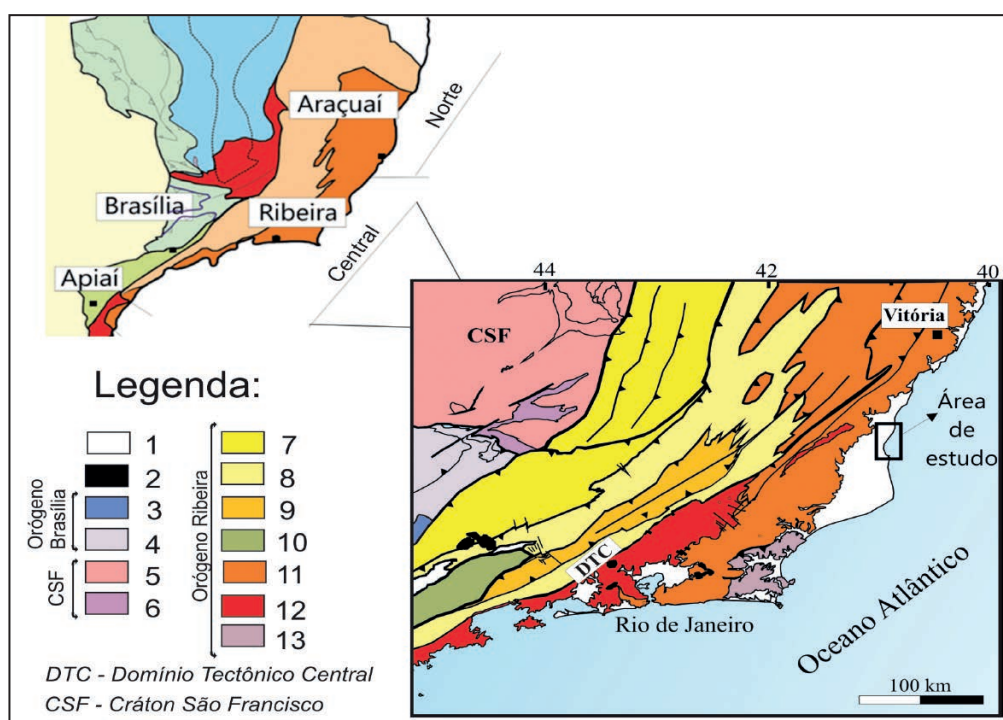 Araçuaí
Norte
Brasília
Ribeira
Central
Apiaí
44
42
40
CSF
Vitória
Área
de
estudo
DTC
Rio de Janeiro
Oceano Atlântico
100 km
Legenda:
Orógeno
Brasília
CSF
Orógeno Ribeira
1
2
3
4
5
6
7
8
9
10
11
12
13
DTC - Domínio Tectônico Central
CSF - Cráton São Francisco